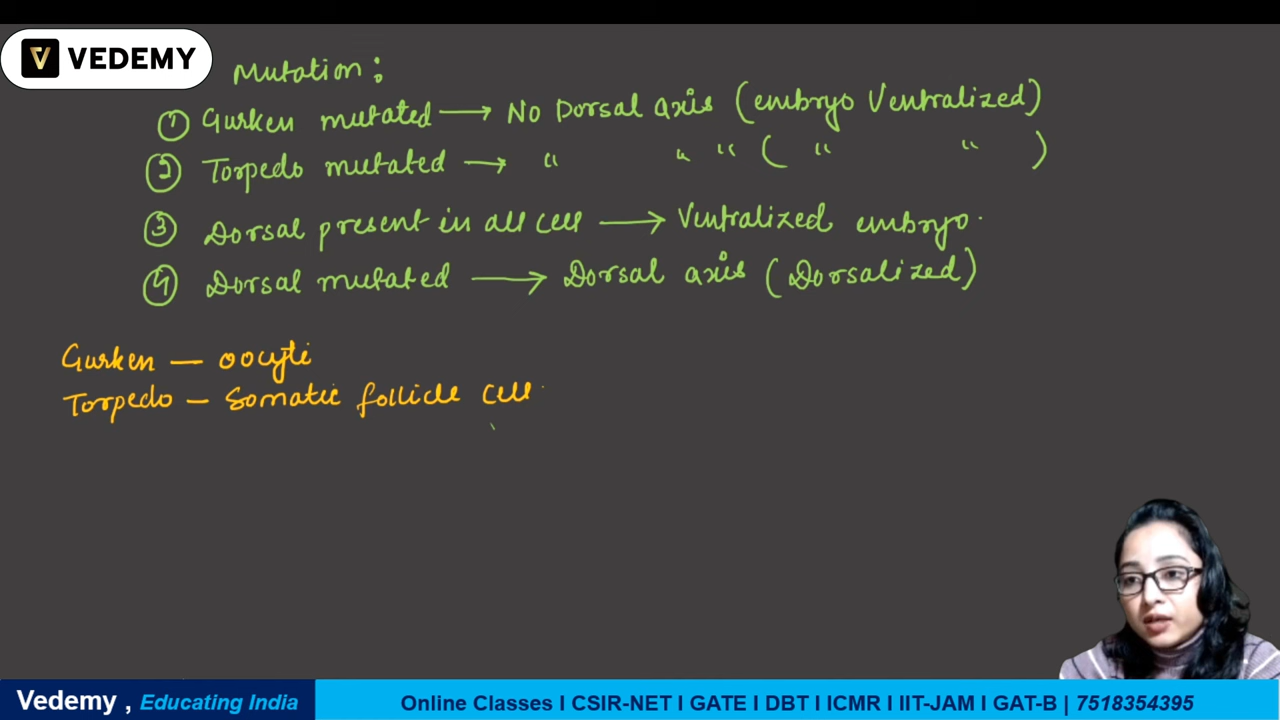 VEDEMY
Mutation:
① Gurken mutated → No Dorsal axis (embryo Ventralized)
② Torpedo mutated → " " " ( " " )
③ Dorsal present in all cell → Ventralized embryo.
④ Dorsal mutated → Dorsal axis (Dorsalized)
Gurken — oocyte
Torpedo — Somatic follicle cell
Vedemy , Educating India
Online Classes I CSIR-NET I GATE I DBT I ICMR I IIT-JAM I GAT-B | 7518354395